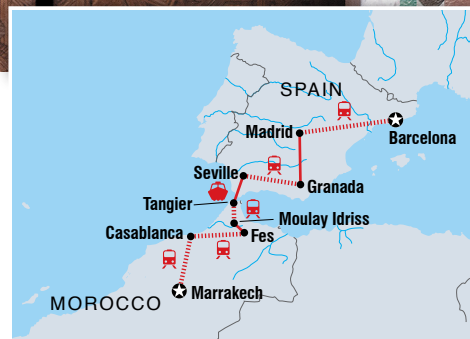 SPAIN
Madrid
Barcelona
Seville
Granada
Tangier
Moulay Idriss
Casablanca
Fes
MOROCCO
Marrakech